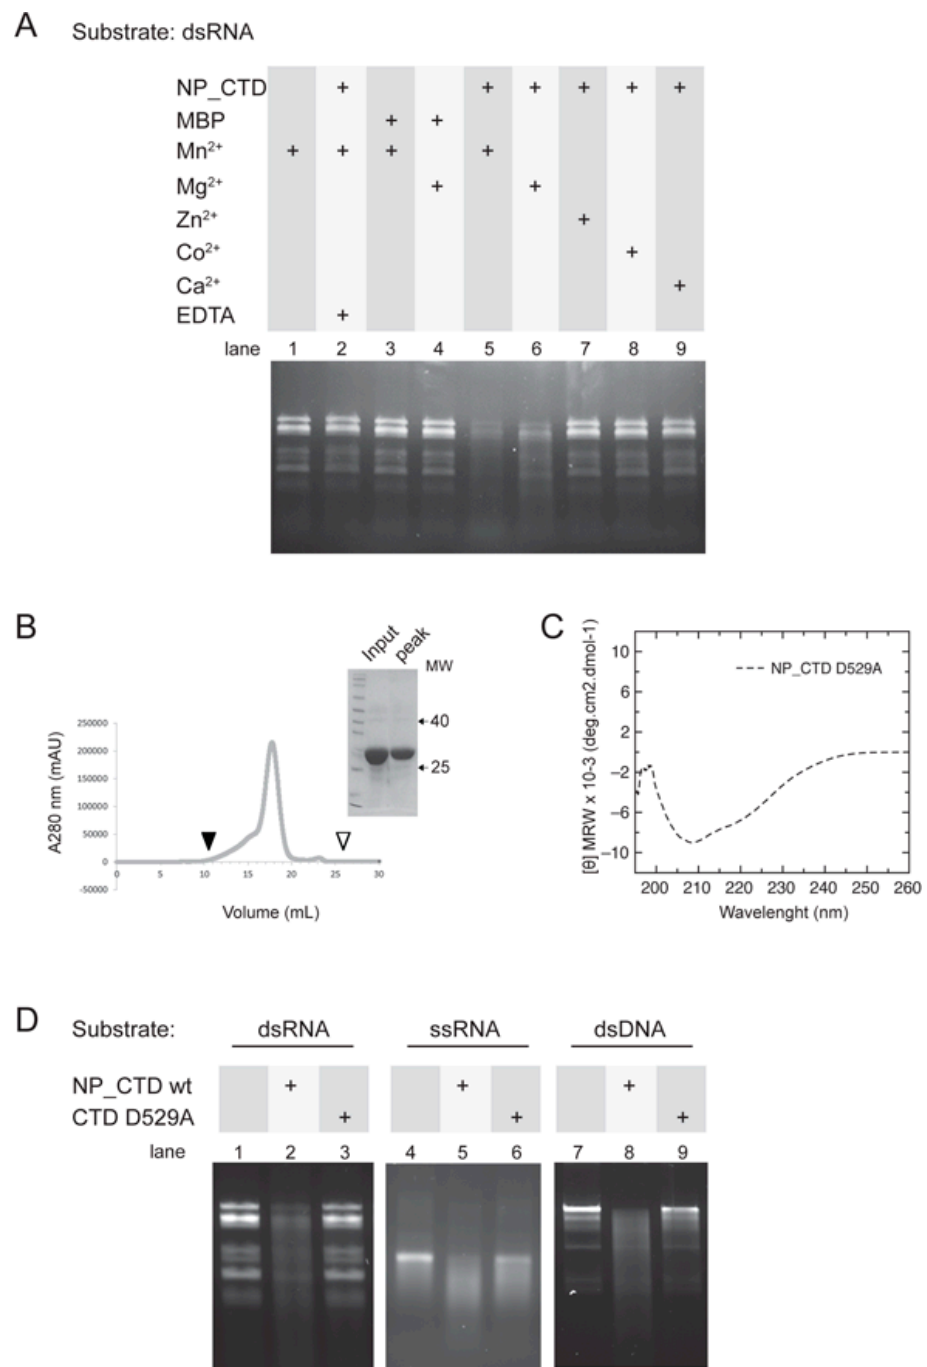 A
Substrate: dsRNA
NP_CTD + + + + + +
MBP + +
Mn²⁺ + + + +
Mg²⁺ + +
Zn²⁺ +
Co²⁺ +
Ca²⁺ +
EDTA +
lane 1 2 3 4 5 6 7 8 9
B
Input peak
MW
40
25
A280 nm (mAU)
250000
200000
150000
100000
50000
0
-50000
0 5 10 15 20 25 30
Volume (mL)
C
[θ] MRW x 10-3 (deg.cm2.dmol-1)
10
6
2
−2
−6
−10
NP_CTD D529A
200 210 220 230 240 250 260
Wavelenght (nm)
D
Substrate: dsRNA ssRNA dsDNA
NP_CTD wt + + +
CTD D529A + + +
lane 1 2 3 4 5 6 7 8 9